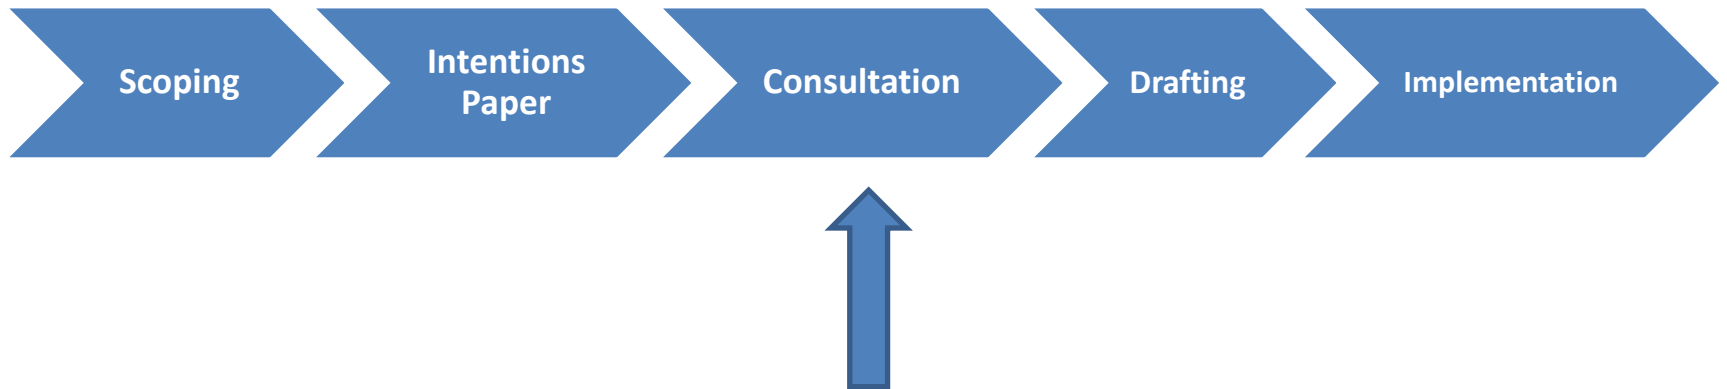 Scoping
Intentions
Paper
Consultation
Drafting
Implementation